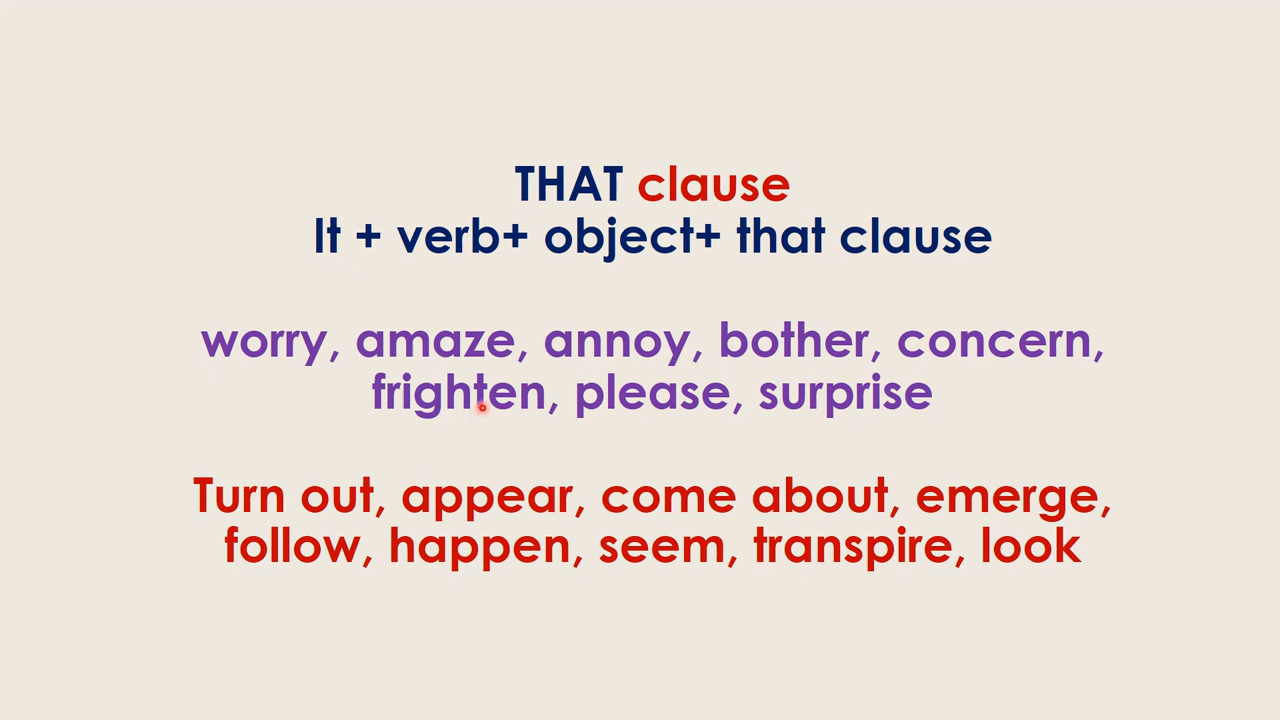 THAT clause
It + verb+ object+ that clause
worry, amaze, annoy, bother, concern,
frighten, please, surprise
Turn out, appear, come about, emerge,
follow, happen, seem, transpire, look